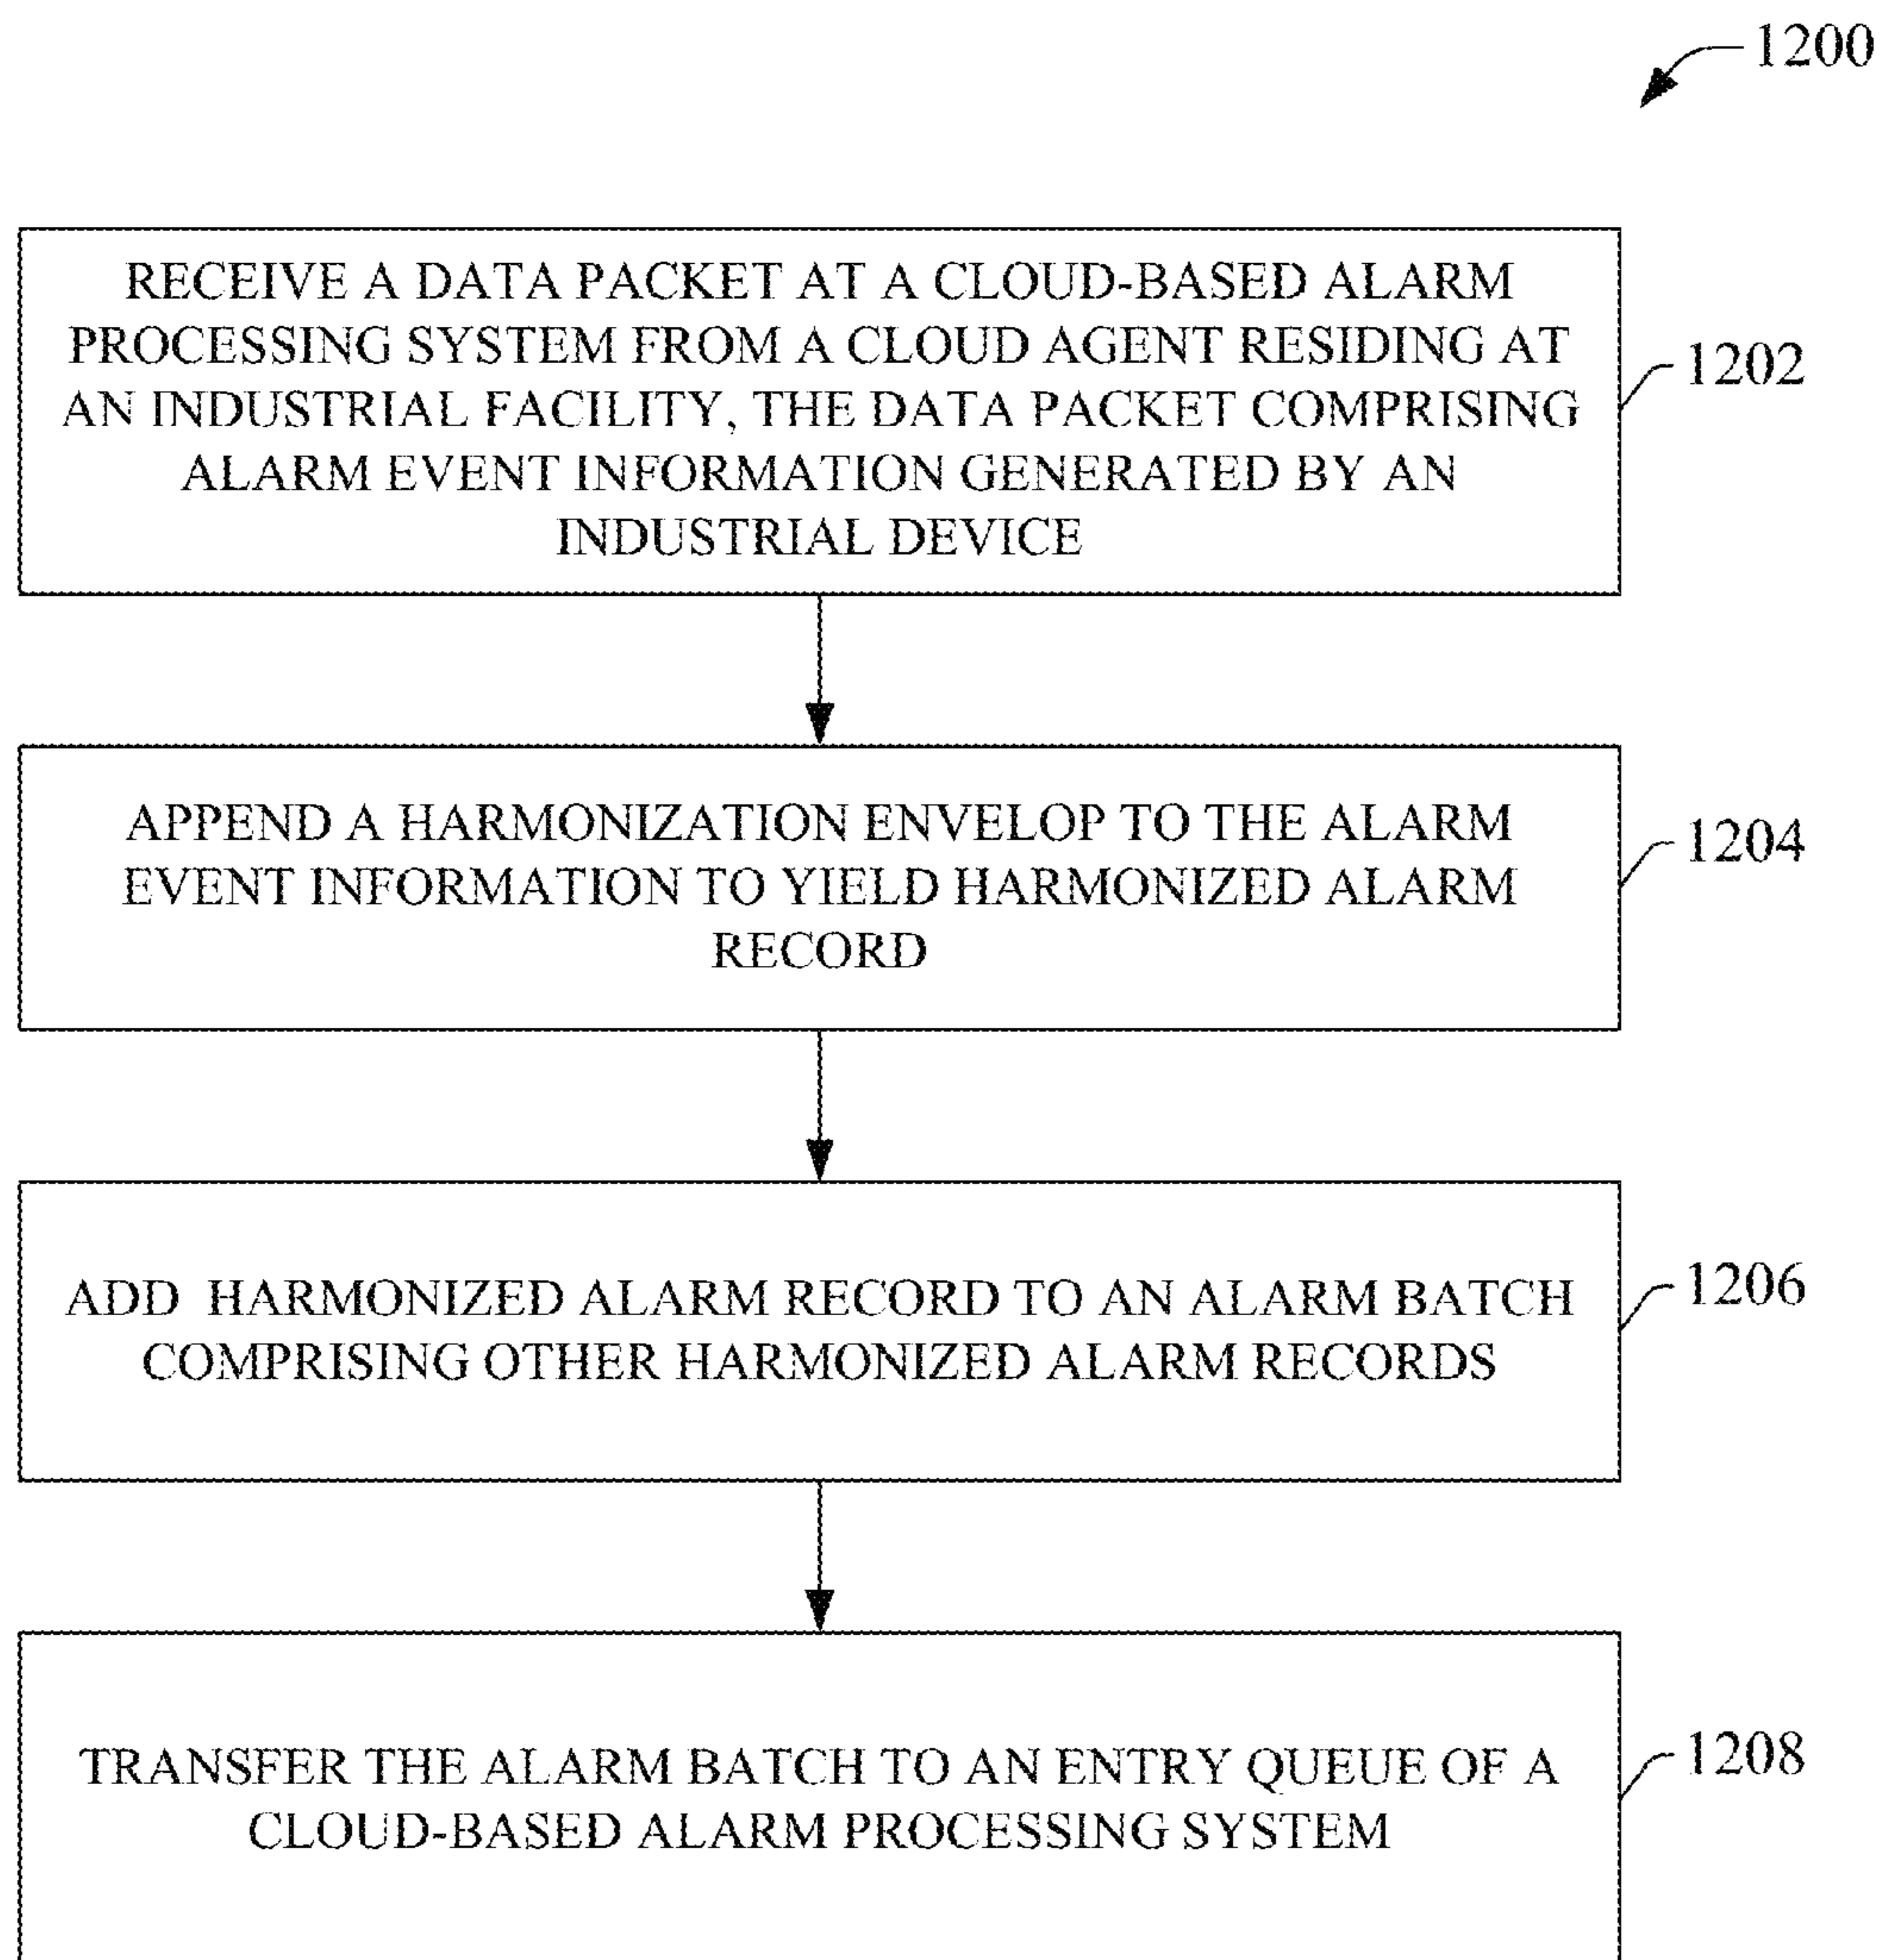 1200
RECEIVE A DATA PACKET AT A CLOUD-BASED ALARM
PROCESSING SYSTEM FROM A CLOUD AGENT RESIDING AT
AN INDUSTRIAL FACILITY, THE DATA PACKET COMPRISING
ALARM EVENT INFORMATION GENERATED BY AN
INDUSTRIAL DEVICE
1202
APPEND A HARMONIZATION ENVELOP TO THE ALARM
EVENT INFORMATION TO YIELD HARMONIZED ALARM
RECORD
1204
ADD HARMONIZED ALARM RECORD TO AN ALARM BATCH
COMPRISING OTHER HARMONIZED ALARM RECORDS
1206
TRANSFER THE ALARM BATCH TO AN ENTRY QUEUE OF A
CLOUD-BASED ALARM PROCESSING SYSTEM
1208